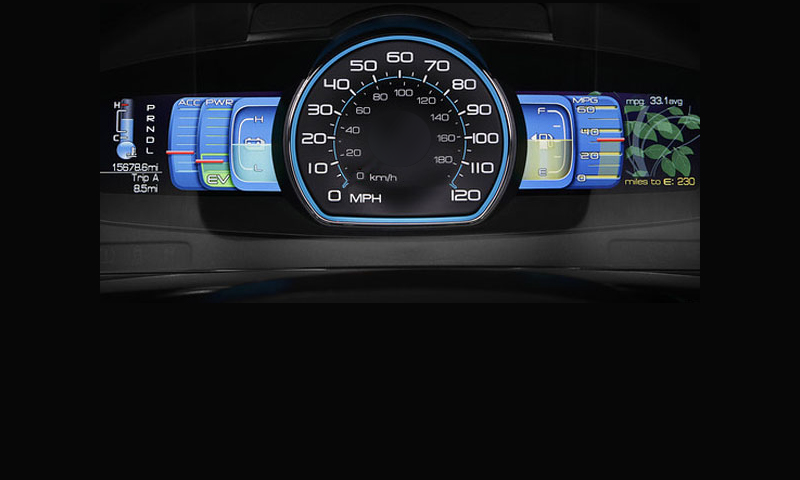 H
C
P
R
N
D
L
15678.6mi
Trip A
8.5mi
ACC
PWR
EV
H
L
0
10
20
30
40
50
60
70
80
90
100
110
120
MPH
0
20
40
60
80
100
120
140
160
180
km/h
F
E
MPG
60
40
20
0
mpg 33.1avg
miles to E: 230